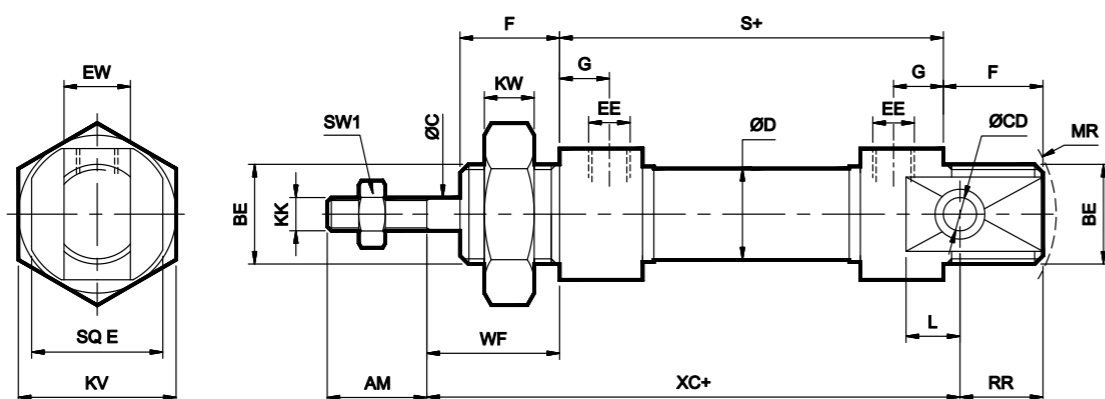 F
S+
EW
KW
G
G
F
EE
EE
SW1
ØC
ØD
ØCD
MR
BE
KK
BE
SQ E
WF
L
KV
AM
XC+
RR